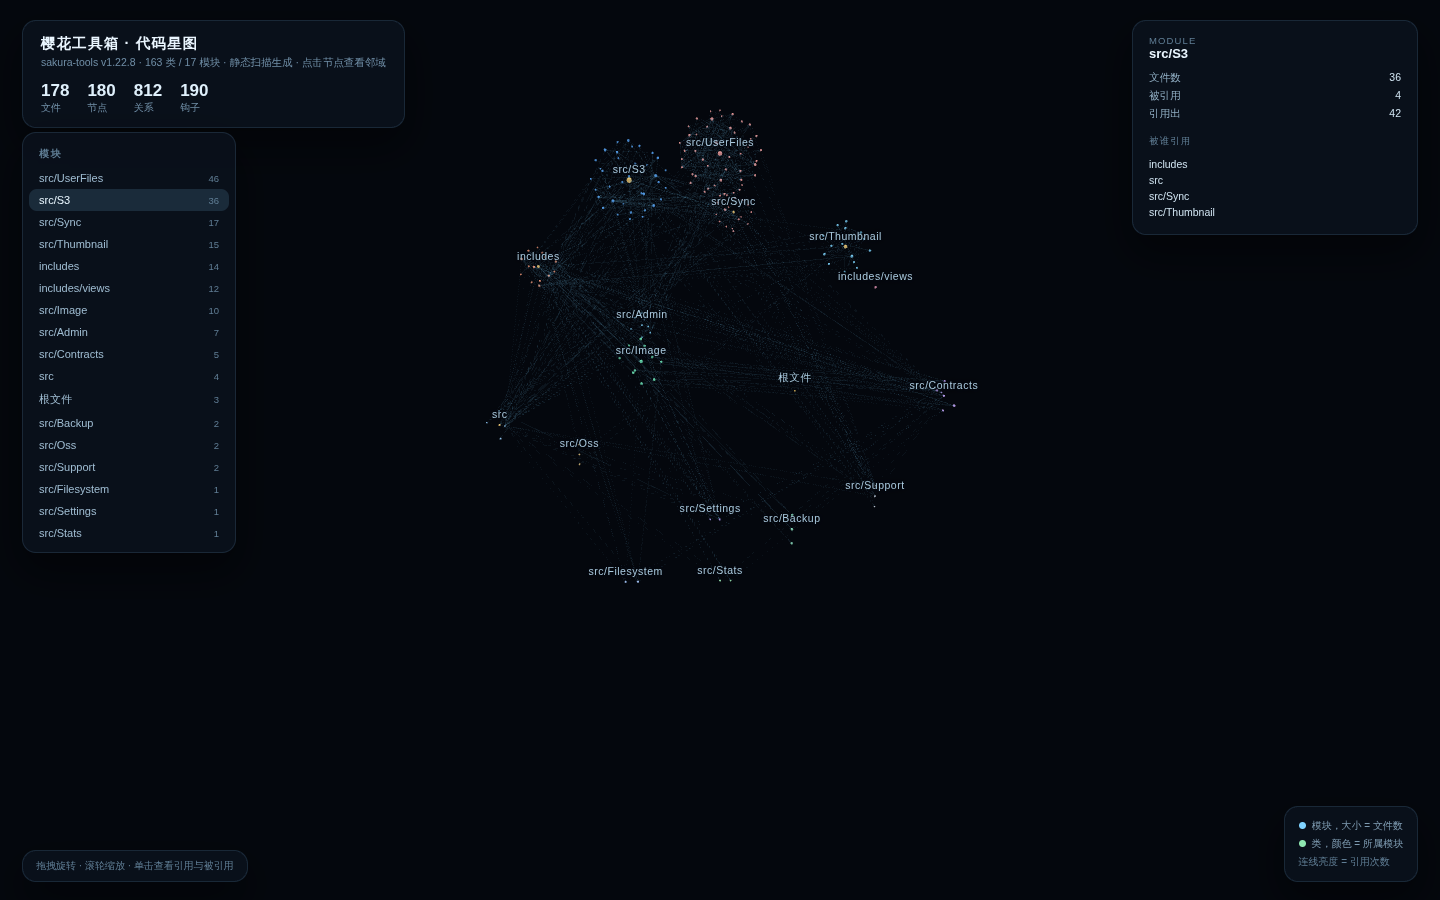 樱花工具箱 · 代码星图
sakura-tools v1.22.8 · 163 类 / 17 模块 · 静态扫描生成 · 点击节点查看邻域
178 180 812 190
文件 节点 关系 钩子
模块
src/UserFiles 46
src/S3 36
src/Sync 17
src/Thumbnail 15
includes 14
includes/views 12
src/Image 10
src/Admin 7
src/Contracts 5
src 4
根文件 3
src/Backup 2
src/Oss 2
src/Support 2
src/Filesystem 1
src/Settings 1
src/Stats 1
src/UserFiles
src/S3
src/Sync
src/Thumbnail
includes
includes/views
src/Admin
src/Image
根文件
src/Contracts
src
src/Oss
src/Support
src/Settings
src/Backup
src/Filesystem
src/Stats
MODULE
src/S3
文件数 36
被引用 4
引用出 42
被谁引用
includes
src
src/Sync
src/Thumbnail
拖拽旋转 · 滚轮缩放 · 单击查看引用与被引用
模块，大小 = 文件数
类，颜色 = 所属模块
连线亮度 = 引用次数